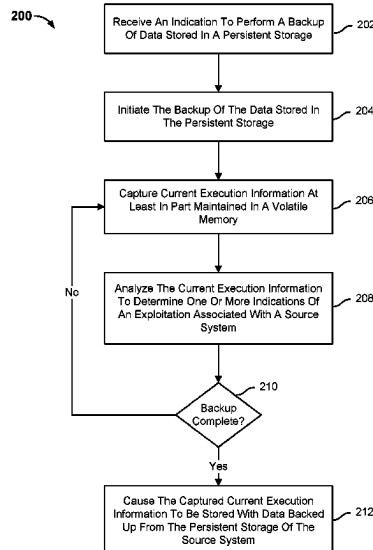 200
Receive An Indication To Perform A Backup
Of Data Stored In A Persistent Storage
202
Initiate The Backup Of The Data Stored In
The Persistent Storage
204
Capture Current Execution Information At
Least In Part Maintained In A Volatile
Memory
206
No
Analyze The Current Execution Information
To Determine One Or More Indications Of
An Exploitation Associated With A Source
System
208
210
Backup
Complete?
Yes
Cause The Captured Current Execution
Information To Be Stored With Data Backed
Up From The Persistent Storage Of The
Source System
212